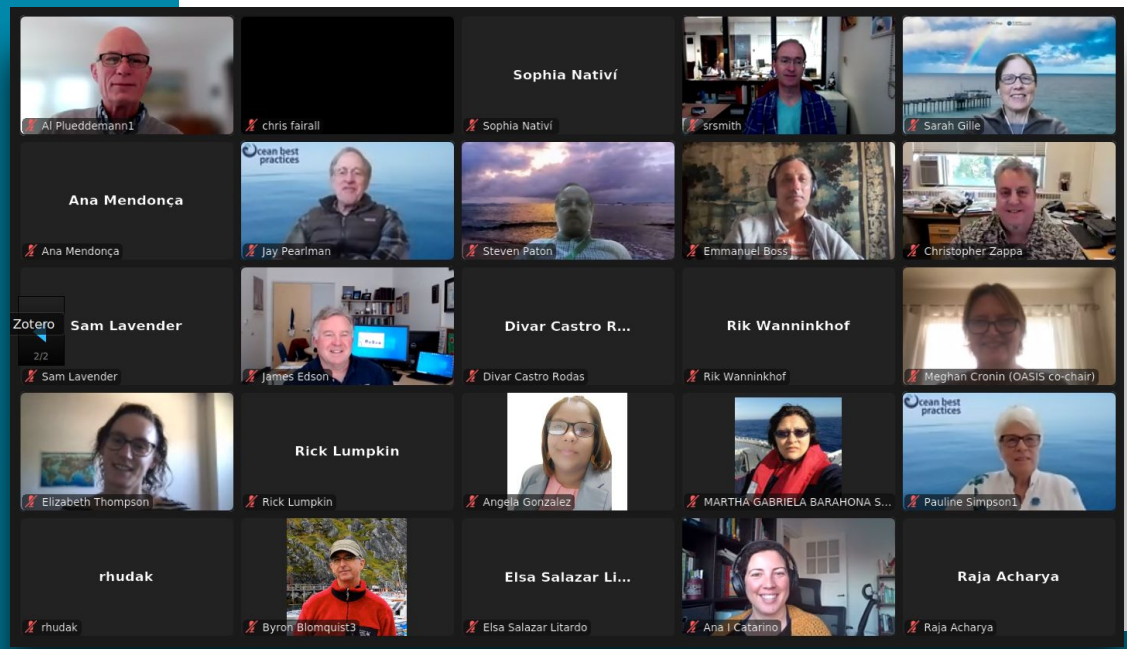 Al Plueddemann1
chris fairall
Sophia Nativí
Sophia Nativí
srsmith
Sarah Gille
Ana Mendonça
Ana Mendonça
Ocean best
practices
Jay Pearlman
Steven Paton
Emmanuel Boss
Christopher Zappa
Zotero
2/2
Sam Lavender
Sam Lavender
James Edson
Divar Castro R...
Divar Castro Rodas
Rik Wanninkhof
Rik Wanninkhof
Meghan Cronin (OASIS co-chair)
Elizabeth Thompson
Rick Lumpkin
Rick Lumpkin
Angela Gonzalez
MARTHA GABRIELA BARAHONA S...
Ocean best
practices
Pauline Simpson1
rhudak
rhudak
Byron Blomquist3
Elsa Salazar Li...
Elsa Salazar Litardo
Ana I Catarino
Raja Acharya
Raja Acharya